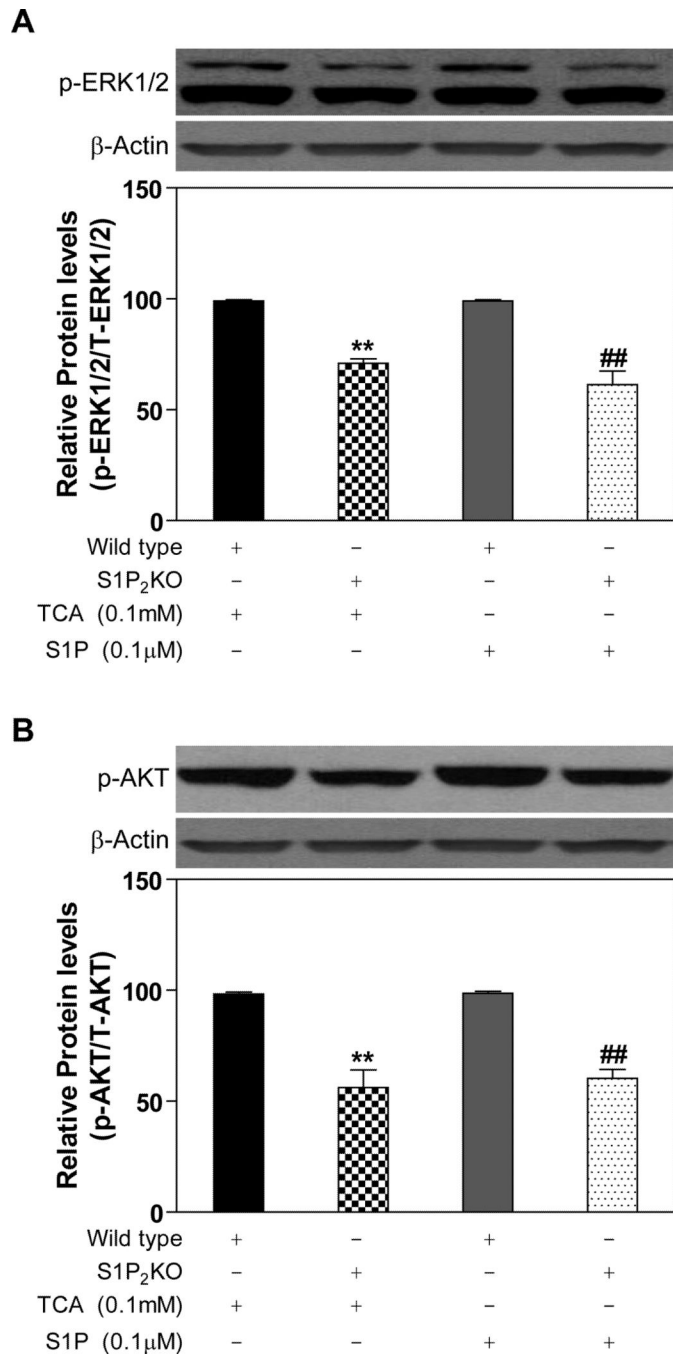 A
p-ERK1/2
β-Actin
Relative Protein levels
(p-ERK1/2/T-ERK1/2)
150
100
50
0
**
##
Wild type + – + –
S1P₂KO – + – +
TCA (0.1mM) + + – –
S1P (0.1μM) – – + +
B
p-AKT
β-Actin
Relative Protein levels
(p-AKT/T-AKT)
150
100
50
0
**
##
Wild type + – + –
S1P₂KO – + – +
TCA (0.1mM) + + – –
S1P (0.1μM) – – + +